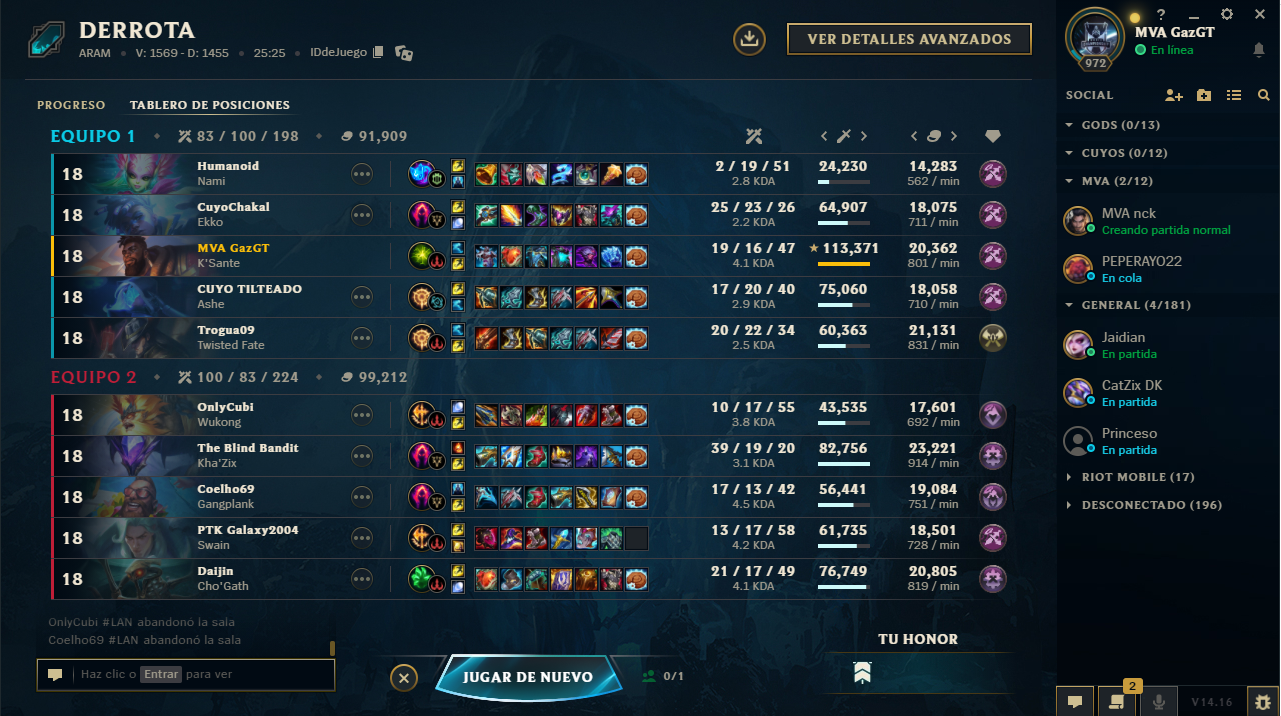 DERROTA
ARAM • V: 1569 - D: 1455 • 25:25 • IDdeJuego
VER DETALLES AVANZADOS
PROGRESO TABLERO DE POSICIONES
EQUIPO 1 83 / 100 / 198 91,909
18 Humanoid 2 / 19 / 51 24,230 14,283
Nami 2.8 KDA 562 / min
18 CuyoChakal 25 / 23 / 26 64,907 18,075
Ekko 2.2 KDA 711 / min
18 MVA GazGT 19 / 16 / 47 113,371 20,362
K'Sante 4.1 KDA 801 / min
18 CUYO TILTEADO 17 / 20 / 40 75,060 18,058
Ashe 2.9 KDA 710 / min
18 Trogua09 20 / 22 / 34 60,363 21,131
Twisted Fate 2.5 KDA 831 / min
EQUIPO 2 100 / 83 / 224 99,212
18 OnlyCubi 10 / 17 / 55 43,535 17,601
Wukong 3.8 KDA 692 / min
18 The Blind Bandit 39 / 19 / 20 82,756 23,221
Kha'Zix 3.1 KDA 914 / min
18 Coelho69 17 / 13 / 42 56,441 19,084
Gangplank 4.5 KDA 751 / min
18 PTK Galaxy2004 13 / 17 / 58 61,735 18,501
Swain 4.2 KDA 728 / min
18 Daijin 21 / 17 / 49 76,749 20,805
Cho'Gath 4.1 KDA 819 / min
OnlyCubi #LAN abandonó la sala
Coelho69 #LAN abandonó la sala
Haz clic o Entrar para ver
JUGAR DE NUEVO
0/1
TU HONOR
?
MVA GazGT
En línea
972
SOCIAL
GODS (0/13)
CUYOS (0/12)
MVA (2/12)
MVA nck
Creando partida normal
PEPERAYO22
En cola
GENERAL (4/181)
Jaidian
En partida
CatZix DK
En partida
Princeso
En partida
RIOT MOBILE (17)
DESCONECTADO (196)
2
V14.16